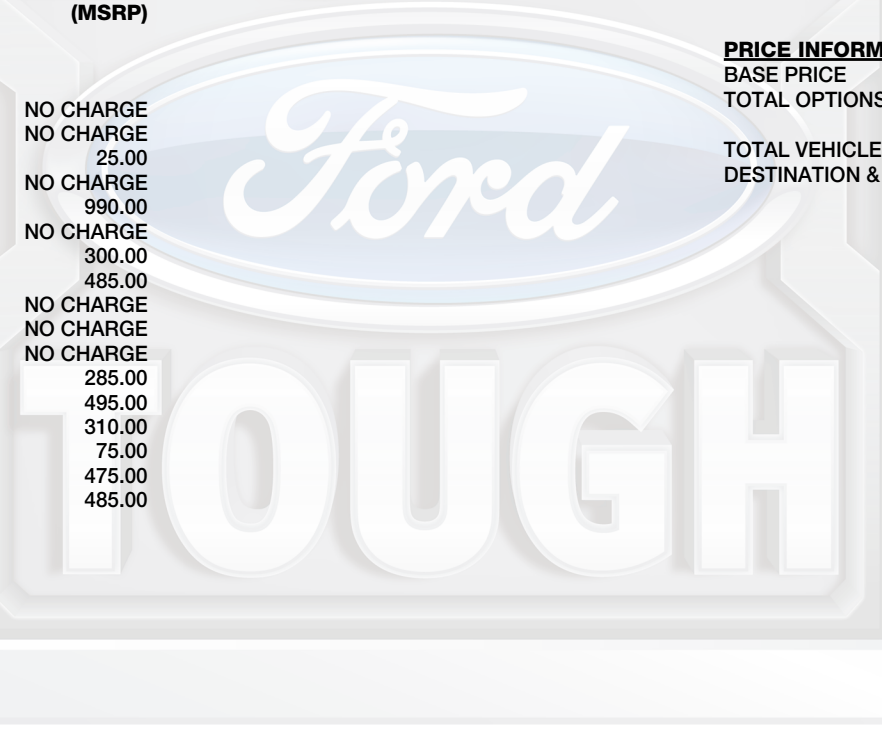 (MSRP)
NO CHARGE
NO CHARGE
25.00
NO CHARGE
990.00
NO CHARGE
300.00
485.00
NO CHARGE
NO CHARGE
NO CHARGE
285.00
495.00
310.00
75.00
475.00
485.00
PRICE INFORM
BASE PRICE
TOTAL OPTIONS
TOTAL VEHICLE
DESTINATION &
Ford
TOUGH